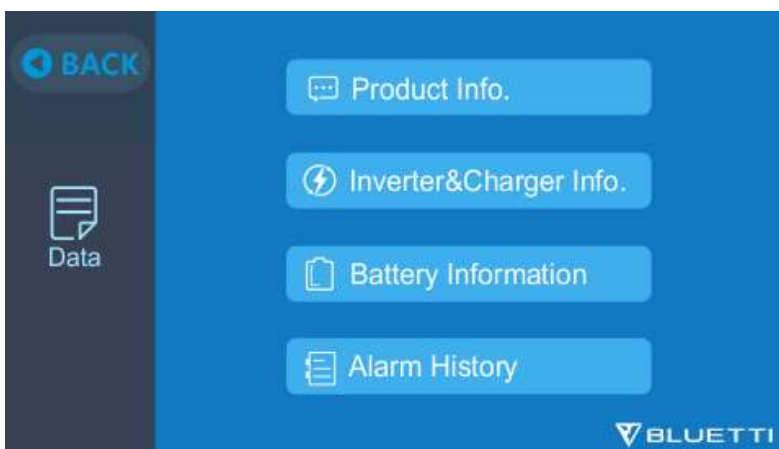 BACK
Data
Product Info.
Inverter&Charger Info.
Battery Information
Alarm History
BLUETTI